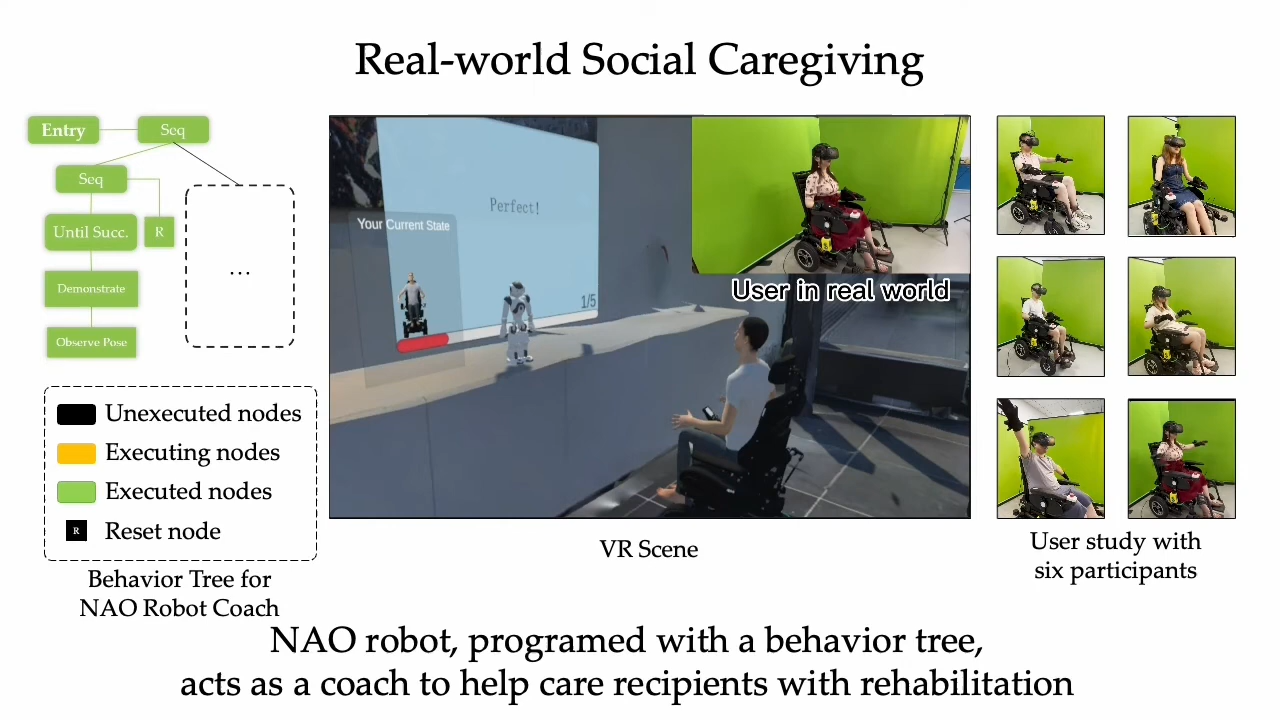 Real-world Social Caregiving
Entry
Seq
Seq
Until Succ.
R
Demonstrate
Observe Pose
...
Unexecuted nodes
Executing nodes
Executed nodes
R
Reset node
Behavior Tree for
NAO Robot Coach
Perfect!
Your Current State
1/5
User in real world
VR Scene
User study with
six participants
NAO robot, programed with a behavior tree,
acts as a coach to help care recipients with rehabilitation